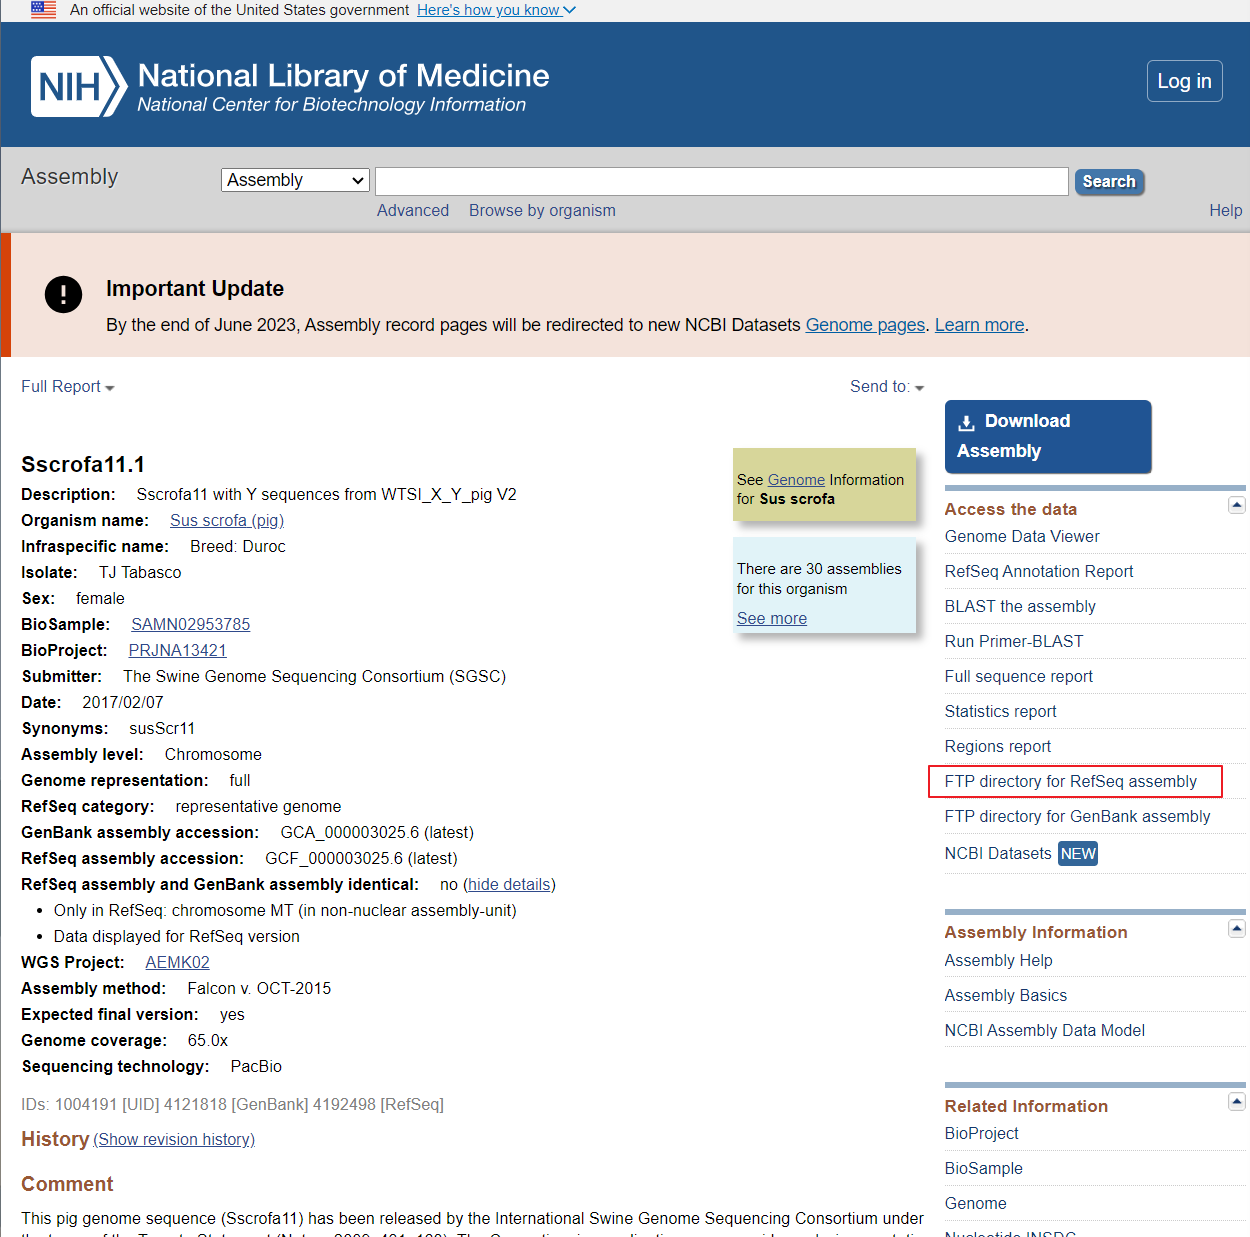 An official website of the United States government Here's how you know
NIH National Library of Medicine
National Center for Biotechnology Information
Log in
Assembly
Assembly
Search
Advanced Browse by organism
Help
Important Update
By the end of June 2023, Assembly record pages will be redirected to new NCBI Datasets Genome pages. Learn more.
Full Report
Send to:
Sscrofa11.1
Description: Sscrofa11 with Y sequences from WTSI_X_Y_pig V2
Organism name: Sus scrofa (pig)
Infraspecific name: Breed: Duroc
Isolate: TJ Tabasco
Sex: female
BioSample: SAMN02953785
BioProject: PRJNA13421
Submitter: The Swine Genome Sequencing Consortium (SGSC)
Date: 2017/02/07
Synonyms: susScr11
Assembly level: Chromosome
Genome representation: full
RefSeq category: representative genome
GenBank assembly accession: GCA_000003025.6 (latest)
RefSeq assembly accession: GCF_000003025.6 (latest)
RefSeq assembly and GenBank assembly identical: no (hide details)
• Only in RefSeq: chromosome MT (in non-nuclear assembly-unit)
• Data displayed for RefSeq version
WGS Project: AEMK02
Assembly method: Falcon v. OCT-2015
Expected final version: yes
Genome coverage: 65.0x
Sequencing technology: PacBio
IDs: 1004191 [UID] 4121818 [GenBank] 4192498 [RefSeq]
History (Show revision history)
Comment
This pig genome sequence (Sscrofa11) has been released by the International Swine Genome Sequencing Consortium under
See Genome Information
for Sus scrofa
There are 30 assemblies
for this organism
See more
Download
Assembly
Access the data
Genome Data Viewer
RefSeq Annotation Report
BLAST the assembly
Run Primer-BLAST
Full sequence report
Statistics report
Regions report
FTP directory for RefSeq assembly
FTP directory for GenBank assembly
NCBI Datasets NEW
Assembly Information
Assembly Help
Assembly Basics
NCBI Assembly Data Model
Related Information
BioProject
BioSample
Genome
Nucleotide INSDC